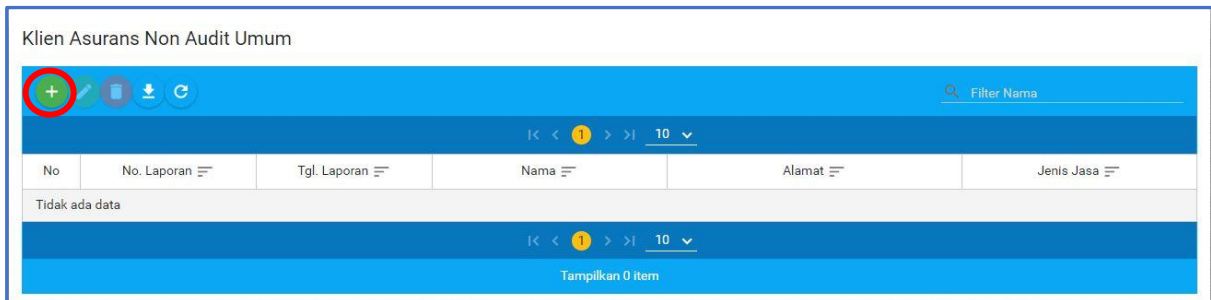 Klien Asurans Non Audit Umum
Filter Nama
1 10
No No. Laporan Tgl. Laporan Nama Alamat Jenis Jasa
Tidak ada data
1 10
Tampilkan 0 item